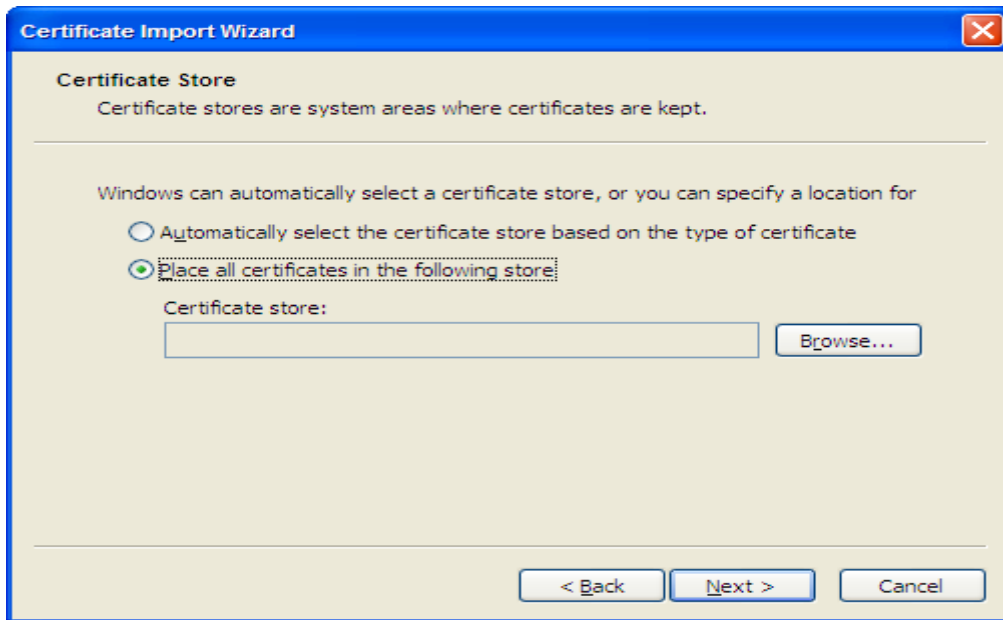 Certificate Import Wizard
Certificate Store
Certificate stores are system areas where certificates are kept.
Windows can automatically select a certificate store, or you can specify a location for
Automatically select the certificate store based on the type of certificate
Place all certificates in the following store
Certificate store:
Browse...
< Back Next > Cancel